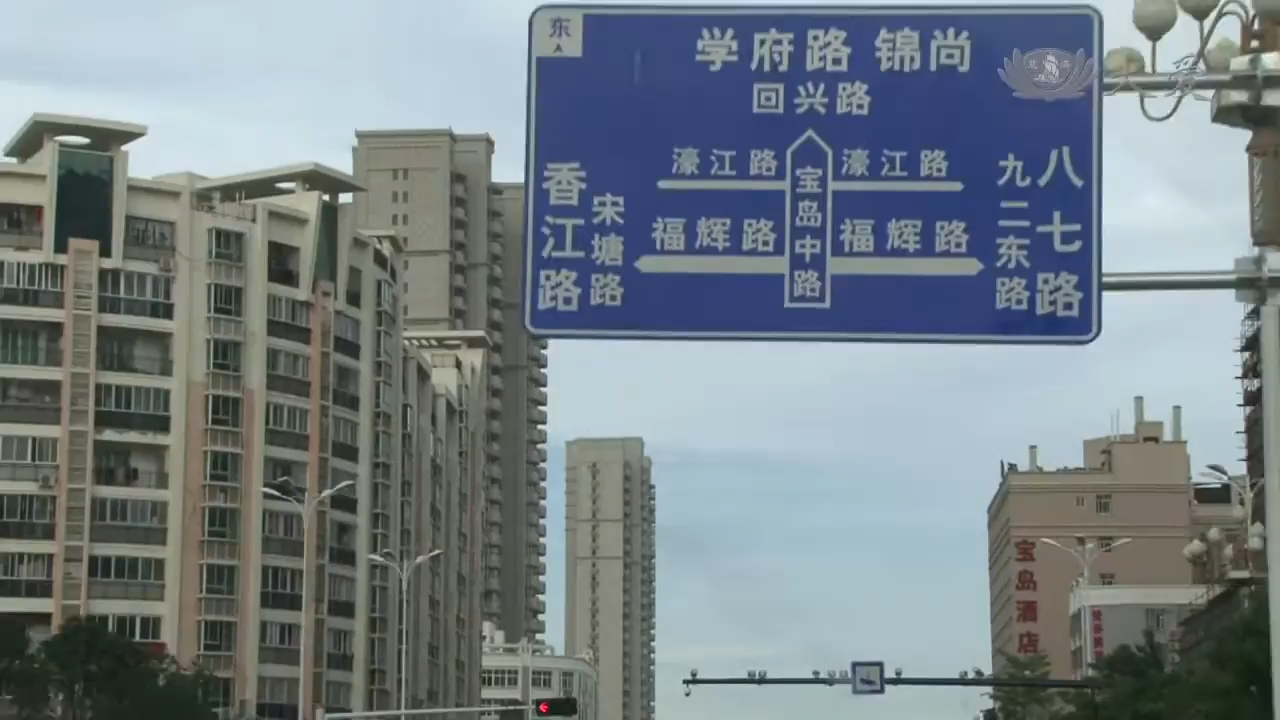 东
学府路 锦尚
回兴路
濠江路
濠江路
福辉路
福辉路
宝岛中路
香江路
宋塘路
九二东路
八七路
宝岛酒店